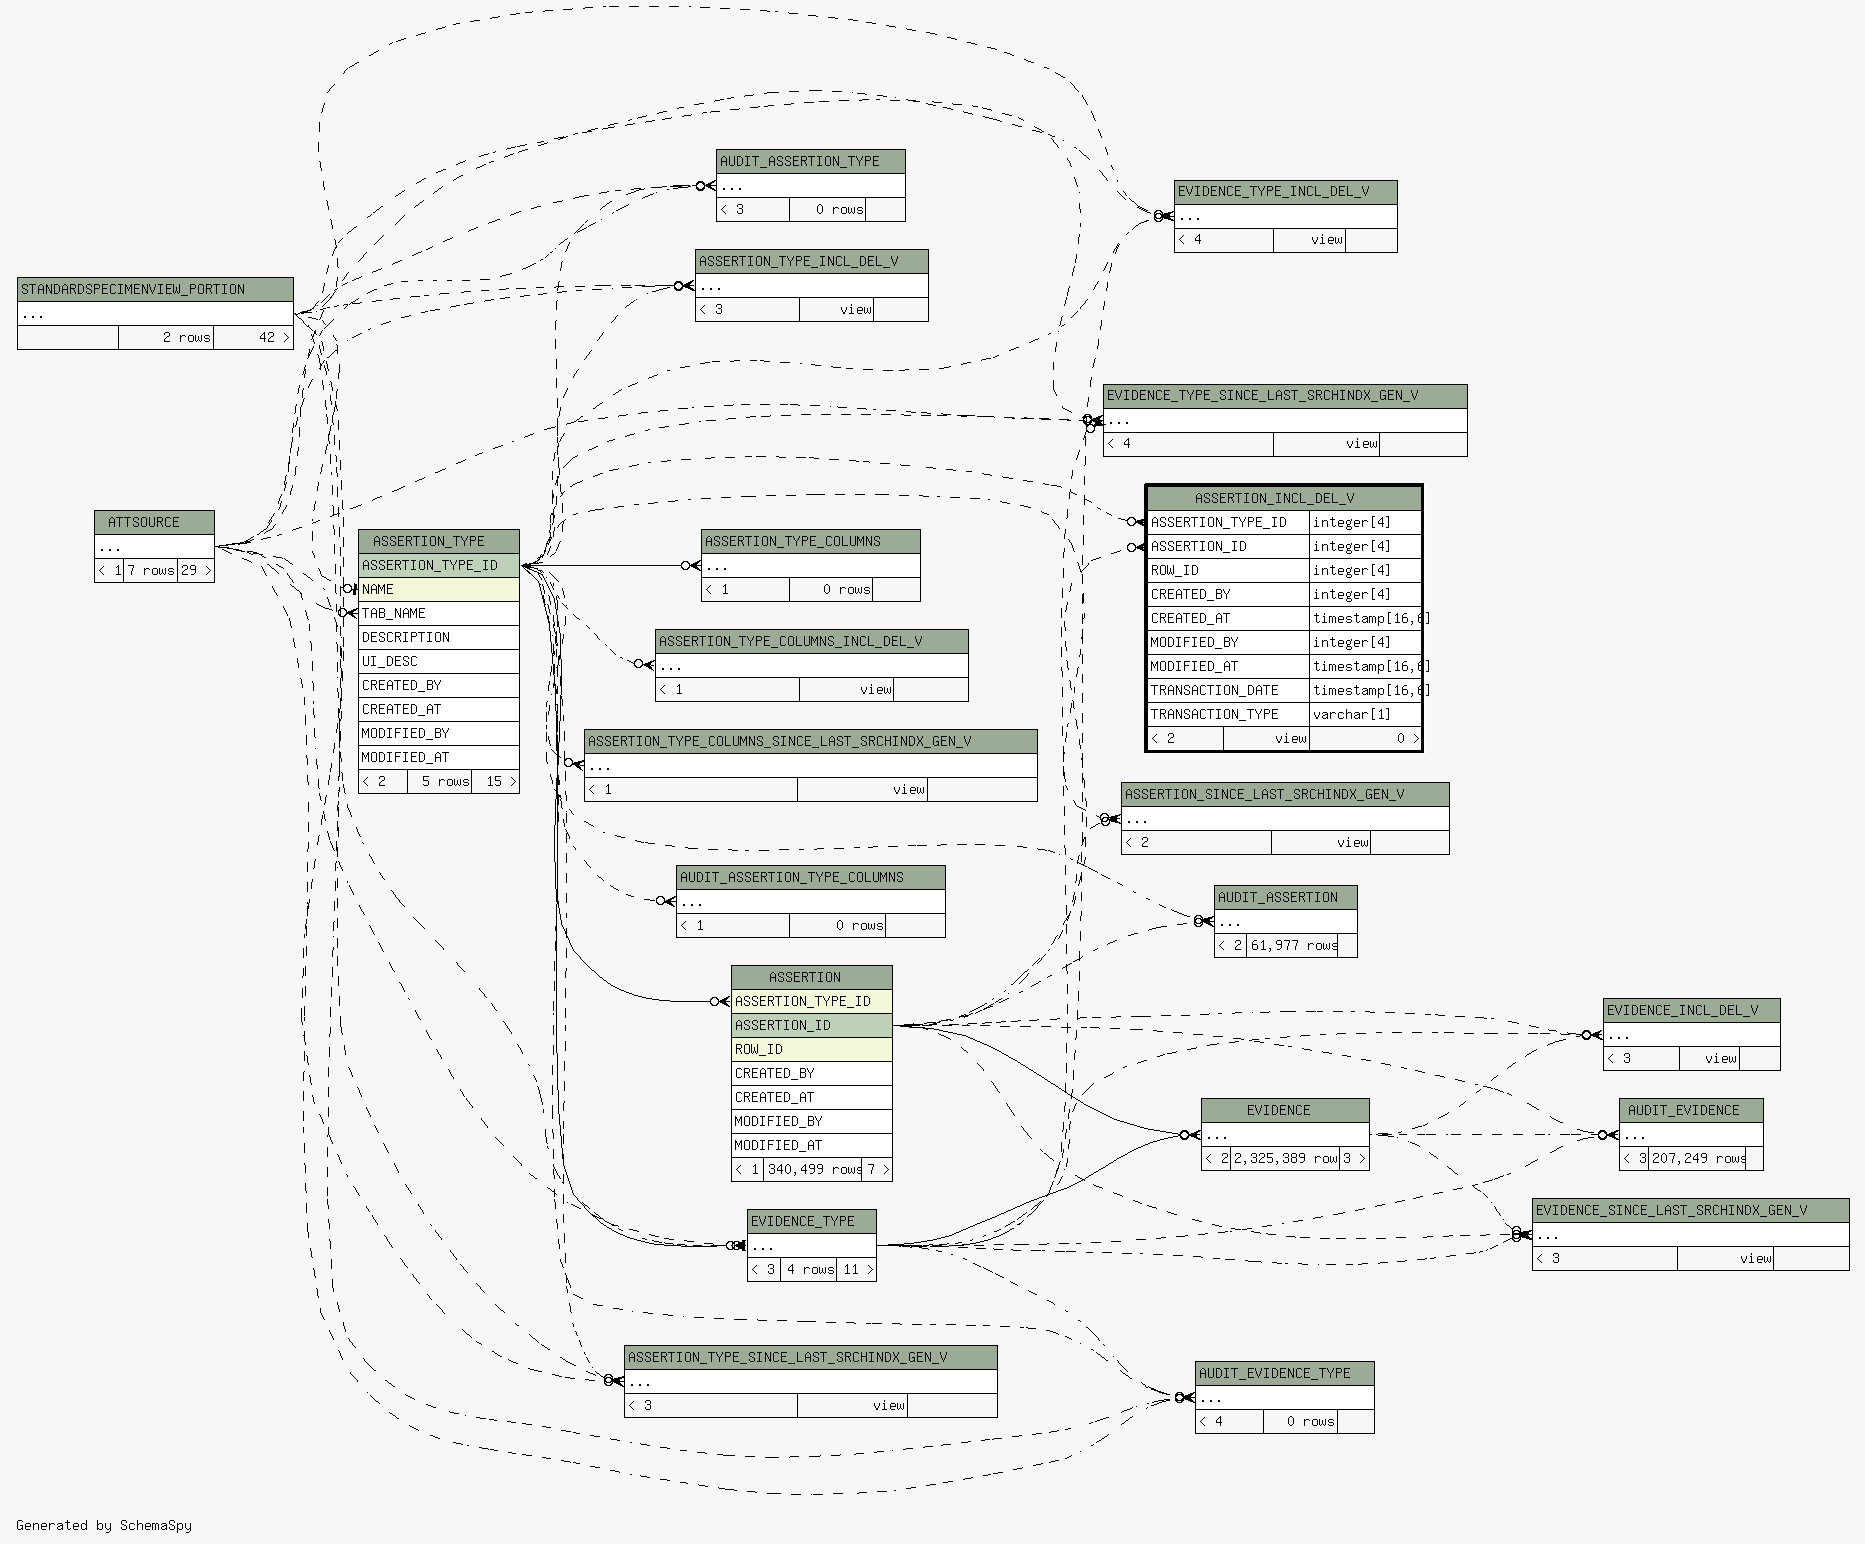 AUDIT_ASSERTION_TYPE
...
< 3 0 rows
EVIDENCE_TYPE_INCL_DEL_V
...
< 4 view
ASSERTION_TYPE_INCL_DEL_V
...
< 3 view
STANDARDSPECIMENVIEW_PORTION
...
2 rows 42 >
EVIDENCE_TYPE_SINCE_LAST_SRCHINDX_GEN_V
...
< 4 view
ATTSOURCE
...
< 1 7 rows 29 >
ASSERTION_TYPE
ASSERTION_TYPE_ID
NAME
TAB_NAME
DESCRIPTION
UI_DESC
CREATED_BY
CREATED_AT
MODIFIED_BY
MODIFIED_AT
< 2 5 rows 15 >
ASSERTION_TYPE_COLUMNS
...
< 1 0 rows
ASSERTION_INCL_DEL_V
ASSERTION_TYPE_ID integer[4]
ASSERTION_ID integer[4]
ROW_ID integer[4]
CREATED_BY integer[4]
CREATED_AT timestamp[16,6]
MODIFIED_BY integer[4]
MODIFIED_AT timestamp[16,6]
TRANSACTION_DATE timestamp[16,6]
TRANSACTION_TYPE varchar[1]
< 2 view 0 >
ASSERTION_TYPE_COLUMNS_INCL_DEL_V
...
< 1 view
ASSERTION_TYPE_COLUMNS_SINCE_LAST_SRCHINDX_GEN_V
...
< 1 view
ASSERTION_SINCE_LAST_SRCHINDX_GEN_V
...
< 2 view
AUDIT_ASSERTION_TYPE_COLUMNS
...
< 1 0 rows
AUDIT_ASSERTION
...
< 2 61,977 rows
ASSERTION
ASSERTION_TYPE_ID
ASSERTION_ID
ROW_ID
CREATED_BY
CREATED_AT
MODIFIED_BY
MODIFIED_AT
< 1 340,499 rows 7 >
EVIDENCE_INCL_DEL_V
...
< 3 view
EVIDENCE
...
< 2 2,325,389 row 3 >
AUDIT_EVIDENCE
...
< 3 207,249 rows
EVIDENCE_TYPE
...
< 3 4 rows 11 >
EVIDENCE_SINCE_LAST_SRCHINDX_GEN_V
...
< 3 view
ASSERTION_TYPE_SINCE_LAST_SRCHINDX_GEN_V
...
< 3 view
AUDIT_EVIDENCE_TYPE
...
< 4 0 rows
Generated by SchemaSpy